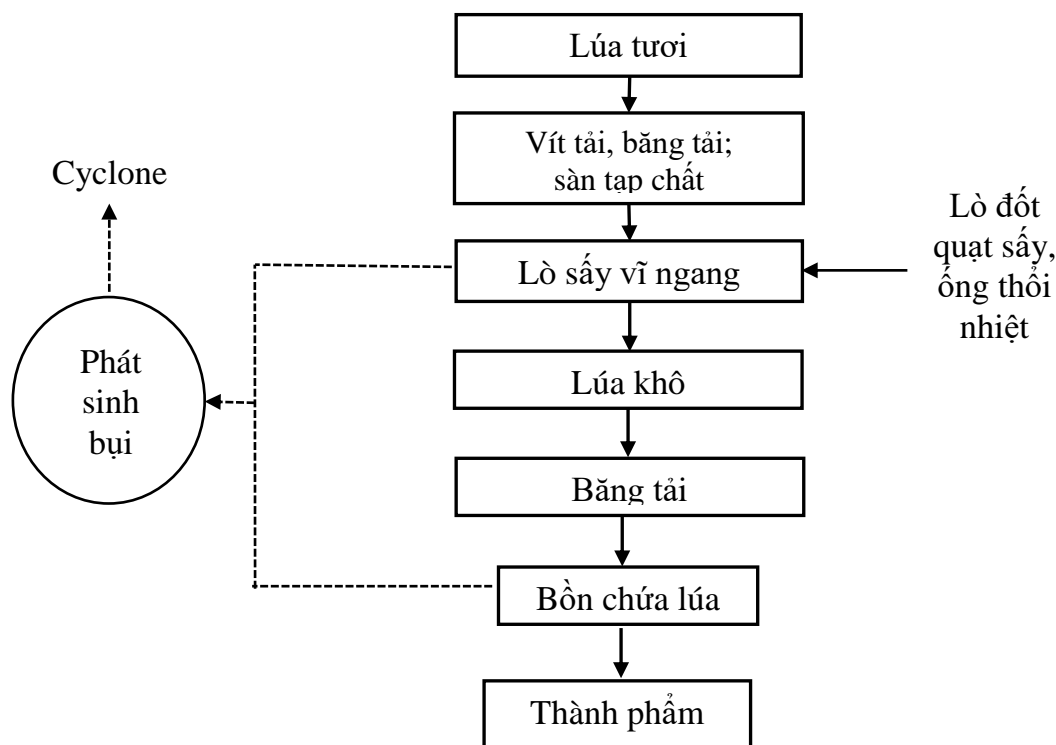 Lúa tươi
Vít tải, băng tải;
sàn tạp chất
Cyclone
Lò đốt
quạt sấy,
ống thổi
nhiệt
Lò sấy vĩ ngang
Phát
sinh
bụi
Lúa khô
Băng tải
Bồn chứa lúa
Thành phẩm